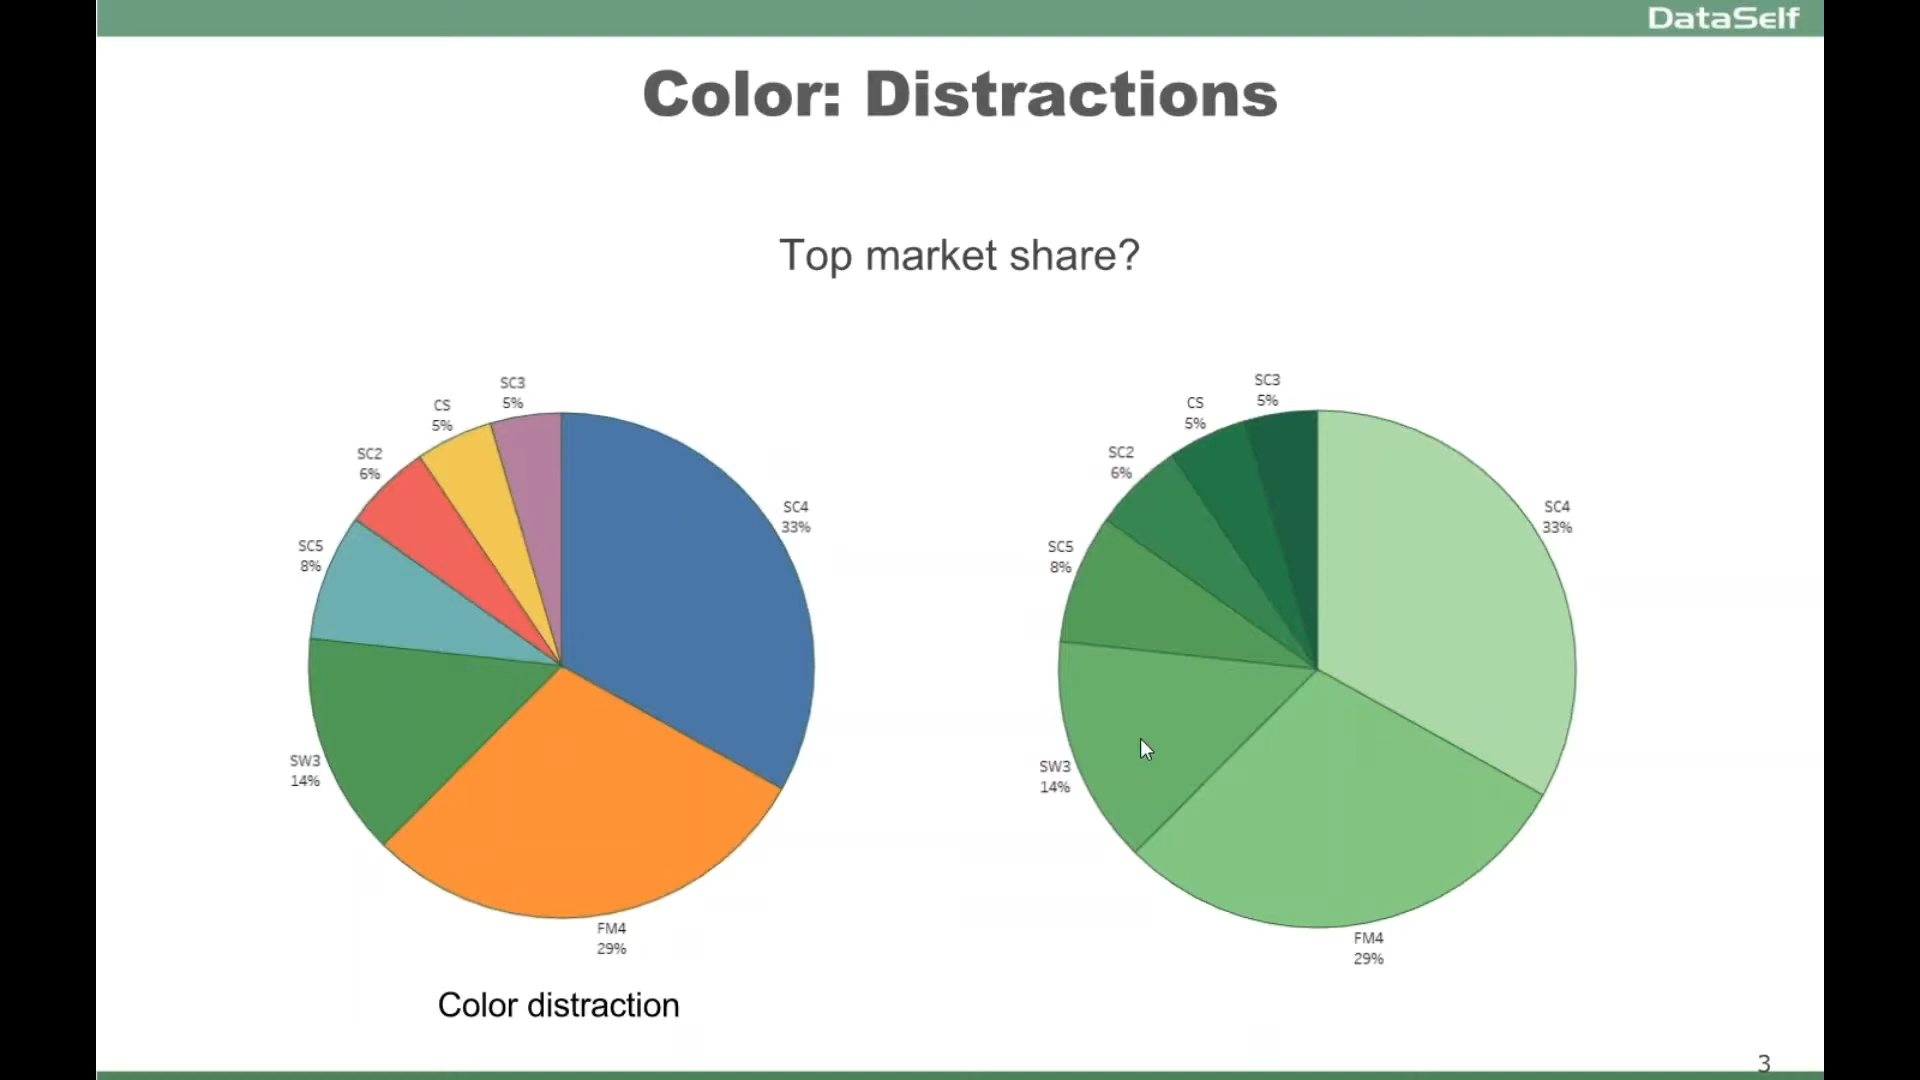 DataSelf
Color: Distractions
Top market share?
SC3
5%
CS
5%
SC2
6%
SC5
8%
SW3
14%
FM4
29%
SC4
33%
Color distraction
SC3
5%
CS
5%
SC2
6%
SC5
8%
SW3
14%
FM4
29%
SC4
33%
3